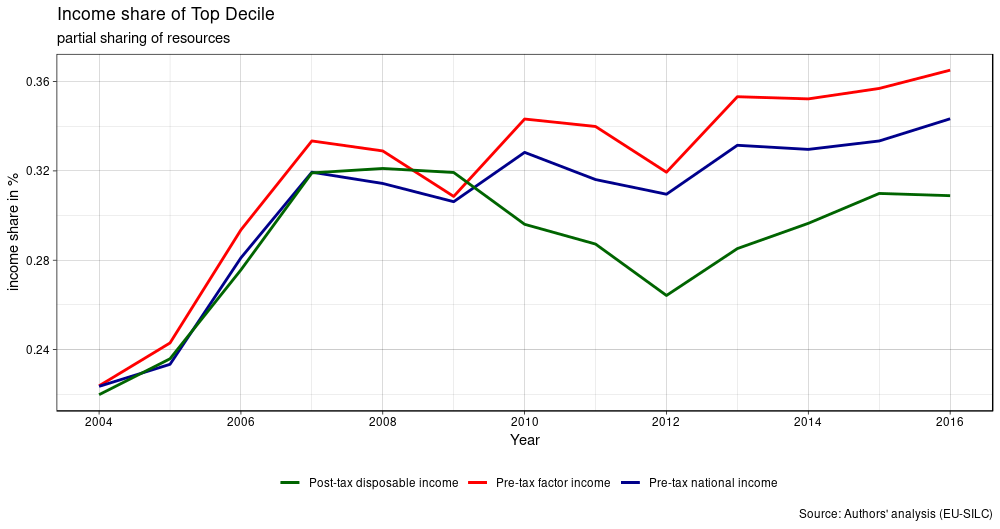 Income share of Top Decile
partial sharing of resources
income share in %
0.36
0.32
0.28
0.24
2004 2006 2008 2010 2012 2014 2016
Year
Post-tax disposable income Pre-tax factor income Pre-tax national income
Source: Authors' analysis (EU-SILC)